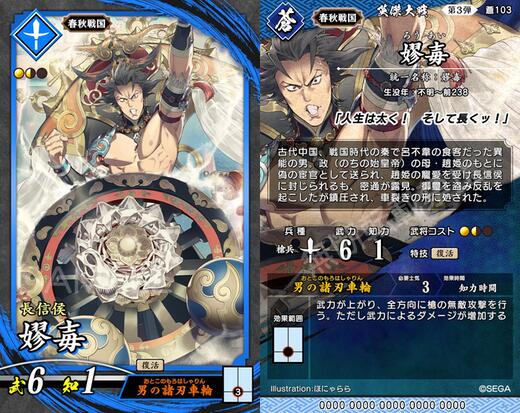 春秋戦国
長信侯
嫪毐
武6 知1
復活
おとこのもろはしゃりん
男の諸刃車輪
3
蒼
春秋戦国
英傑大戦
第3弾
蒼103
ろうあい
嫪毐
統一名称:嫪毐
生没年 不明~前238
「人生は太く! そして長くッ!」
古代中国、戦国時代の秦で呂不韋の食客だった異
能の男。政(のちの始皇帝)の母・趙姫のもとに
偽の宦官として送られ、趙姫の寵愛を受け長信侯
に封じられるも、密通が露見。御璽を盗み反乱を
起こしたが鎮圧され、車裂きの刑に処された。
兵種 武力 知力 武将コスト
槍兵 6 1 特技 復活
おとこのもろはしゃりん 必要士気 効果時間
男の諸刃車輪 3 知力時間
効果範囲
武力が上がり、全方向に槍の無敵攻撃を行
う。ただし武力によるダメージが増加する
Illustration:ほにゃらら
©SEGA
0000 0000 0000 0000 0000